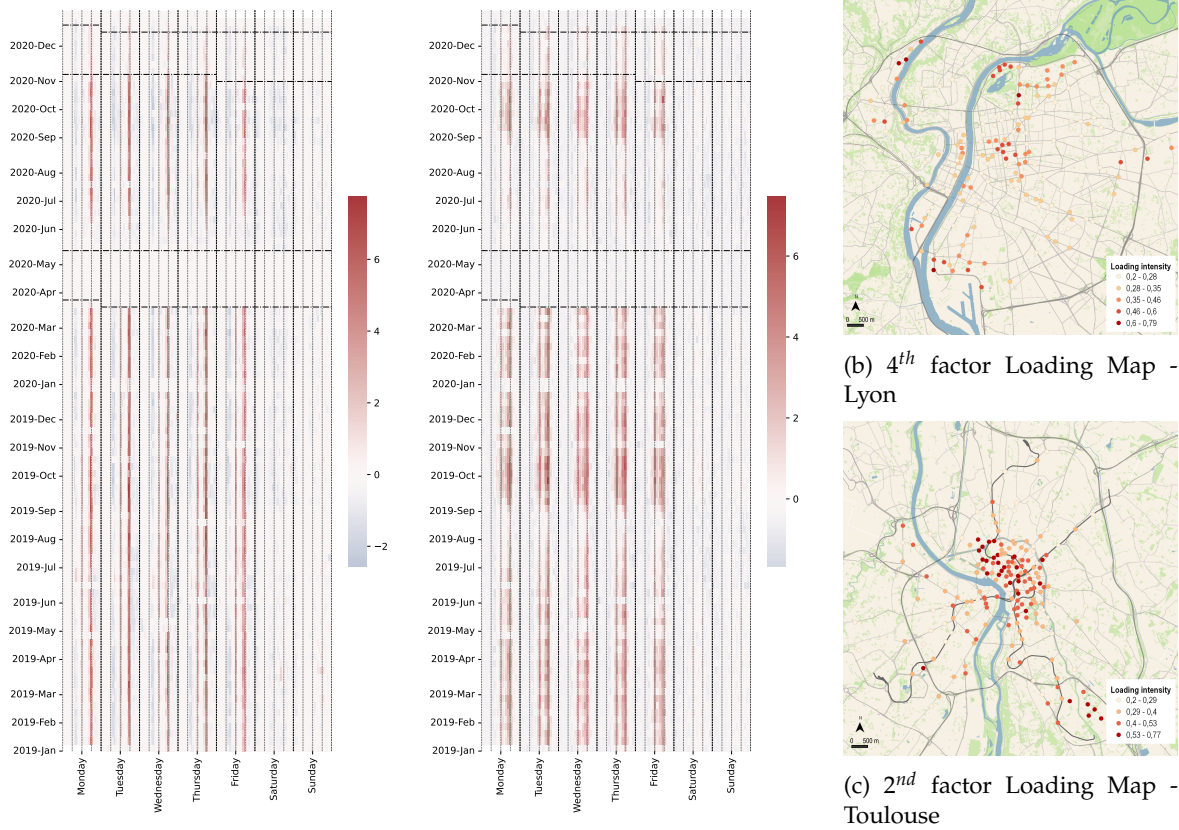 2020-Dec
2020-Nov
2020-Oct
2020-Sep
2020-Aug
2020-Jul
2020-Jun
2020-May
2020-Apr
2020-Mar
2020-Feb
2020-Jan
2019-Dec
2019-Nov
2019-Oct
2019-Sep
2019-Aug
2019-Jul
2019-Jun
2019-May
2019-Apr
2019-Mar
2019-Feb
2019-Jan
Monday
Tuesday
Wednesday
Thursday
Friday
Saturday
Sunday
6
4
2
0
−2
2020-Dec
2020-Nov
2020-Oct
2020-Sep
2020-Aug
2020-Jul
2020-Jun
2020-May
2020-Apr
2020-Mar
2020-Feb
2020-Jan
2019-Dec
2019-Nov
2019-Oct
2019-Sep
2019-Aug
2019-Jul
2019-Jun
2019-May
2019-Apr
2019-Mar
2019-Feb
2019-Jan
Monday
Tuesday
Wednesday
Thursday
Friday
Saturday
Sunday
6
4
2
0
N
0 500 m
Loading intensity
0,2 - 0,28
0,28 - 0,35
0,35 - 0,46
0,46 - 0,6
0,6 - 0,79
(b) 4th factor Loading Map -
Lyon
N
0 500 m
Loading intensity
0,2 - 0,29
0,29 - 0,4
0,4 - 0,53
0,53 - 0,77
(c) 2nd factor Loading Map -
Toulouse